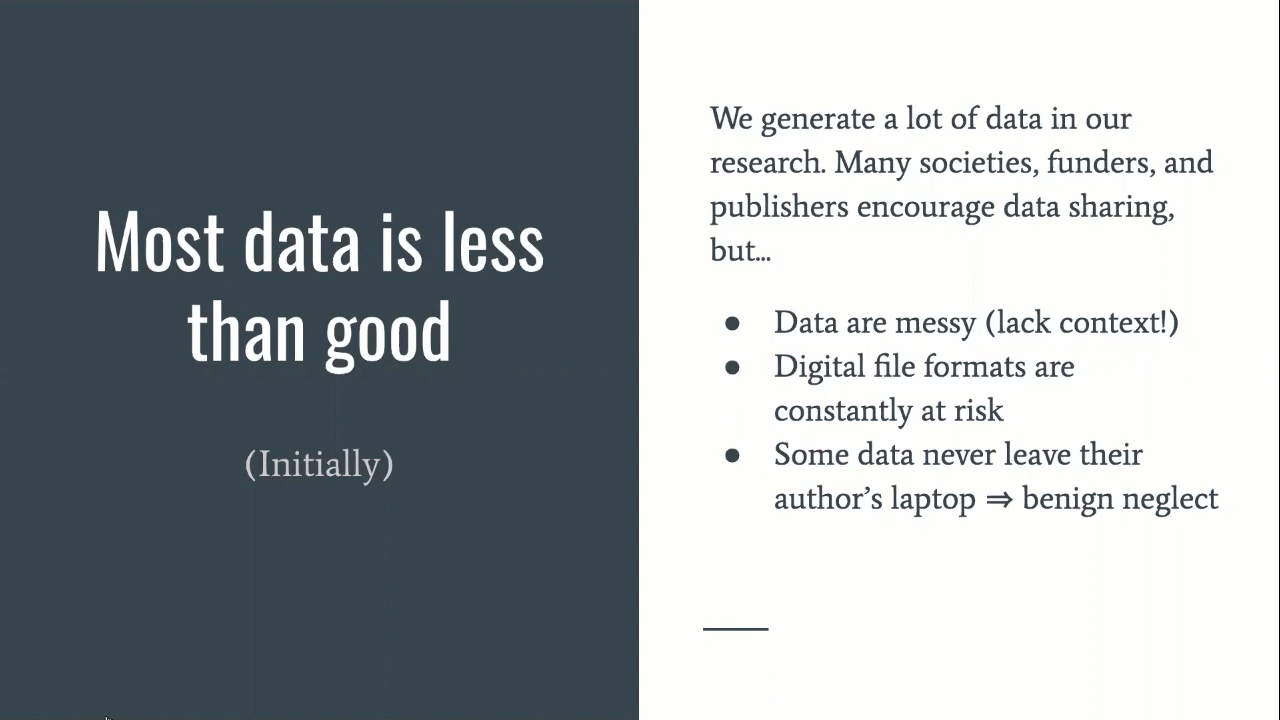 Most data is less
than good
(Initially)
We generate a lot of data in our
research. Many societies, funders, and
publishers encourage data sharing,
but...
● Data are messy (lack context!)
● Digital file formats are
constantly at risk
● Some data never leave their
author’s laptop ⇒ benign neglect